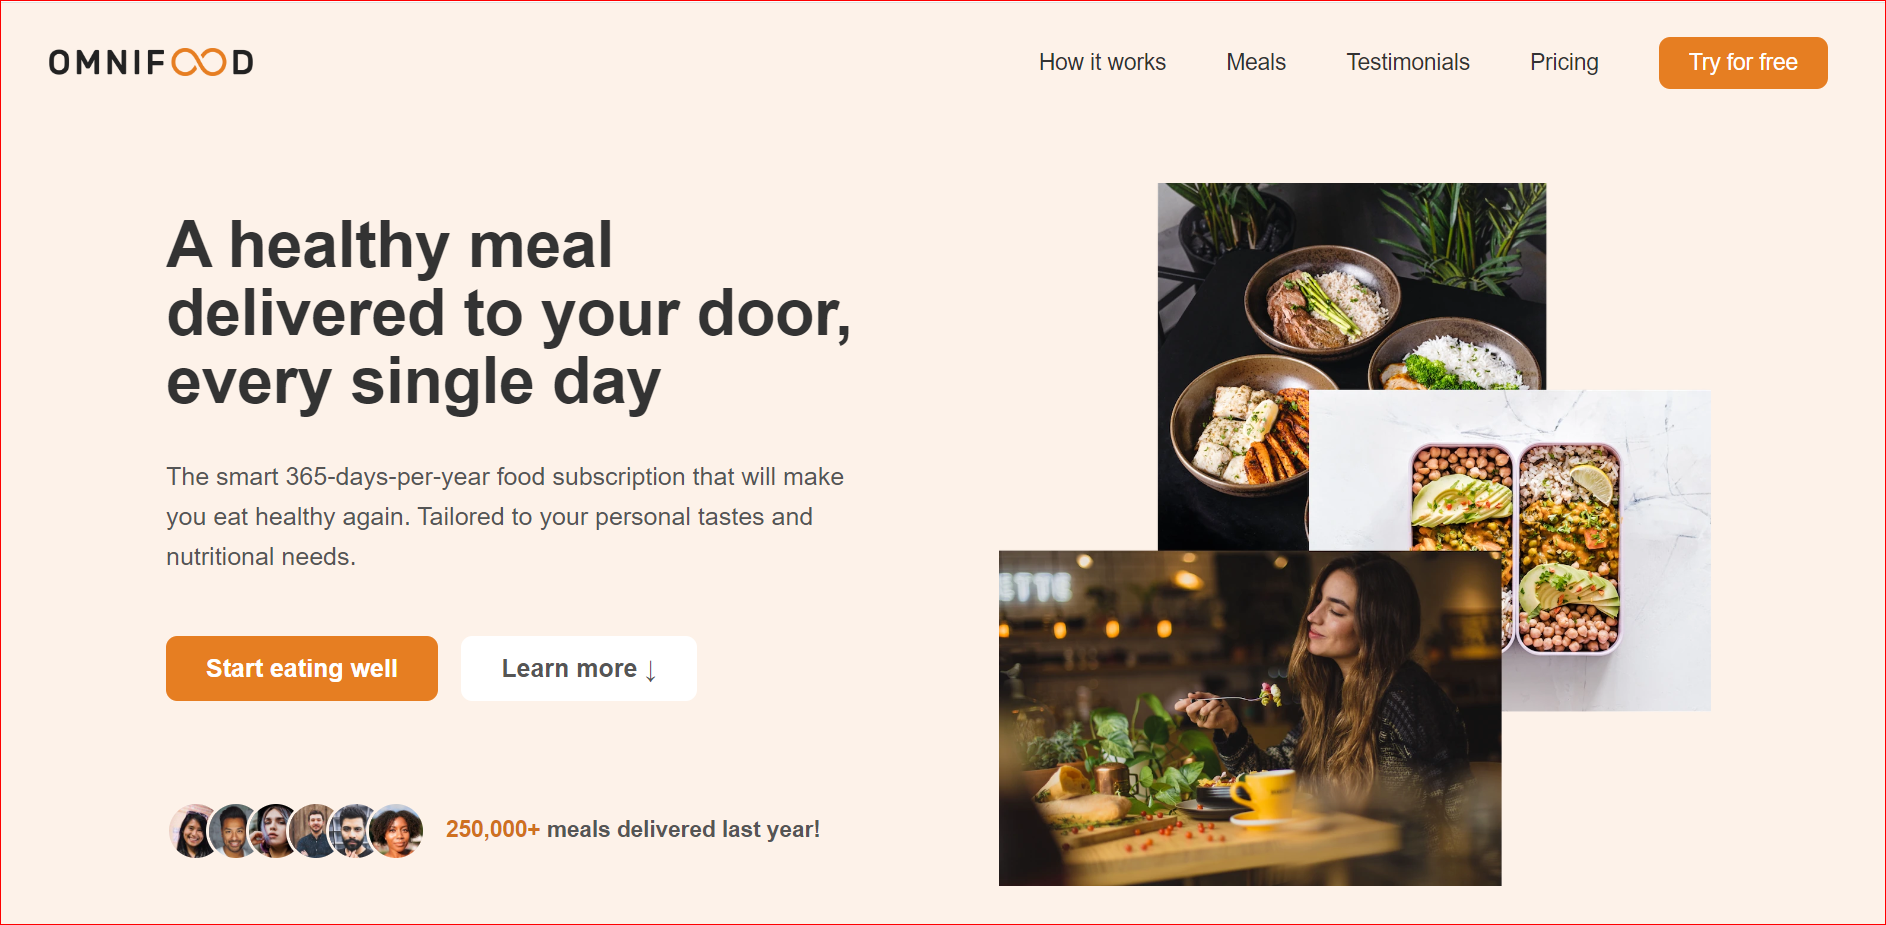 OMNIFOOD
How it works
Meals
Testimonials
Pricing
Try for free
A healthy meal
delivered to your door,
every single day
The smart 365-days-per-year food subscription that will make
you eat healthy again. Tailored to your personal tastes and
nutritional needs.
Start eating well
Learn more ↓
250,000+ meals delivered last year!
ETTE